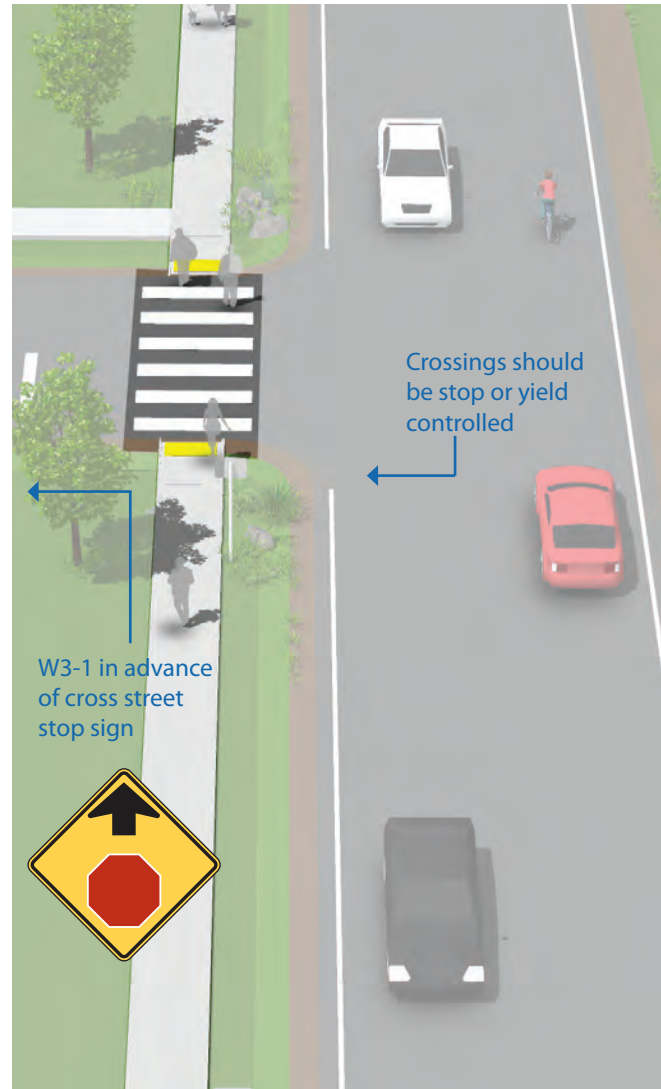 Crossings should
be stop or yield
controlled
W3-1 in advance
of cross street
stop sign